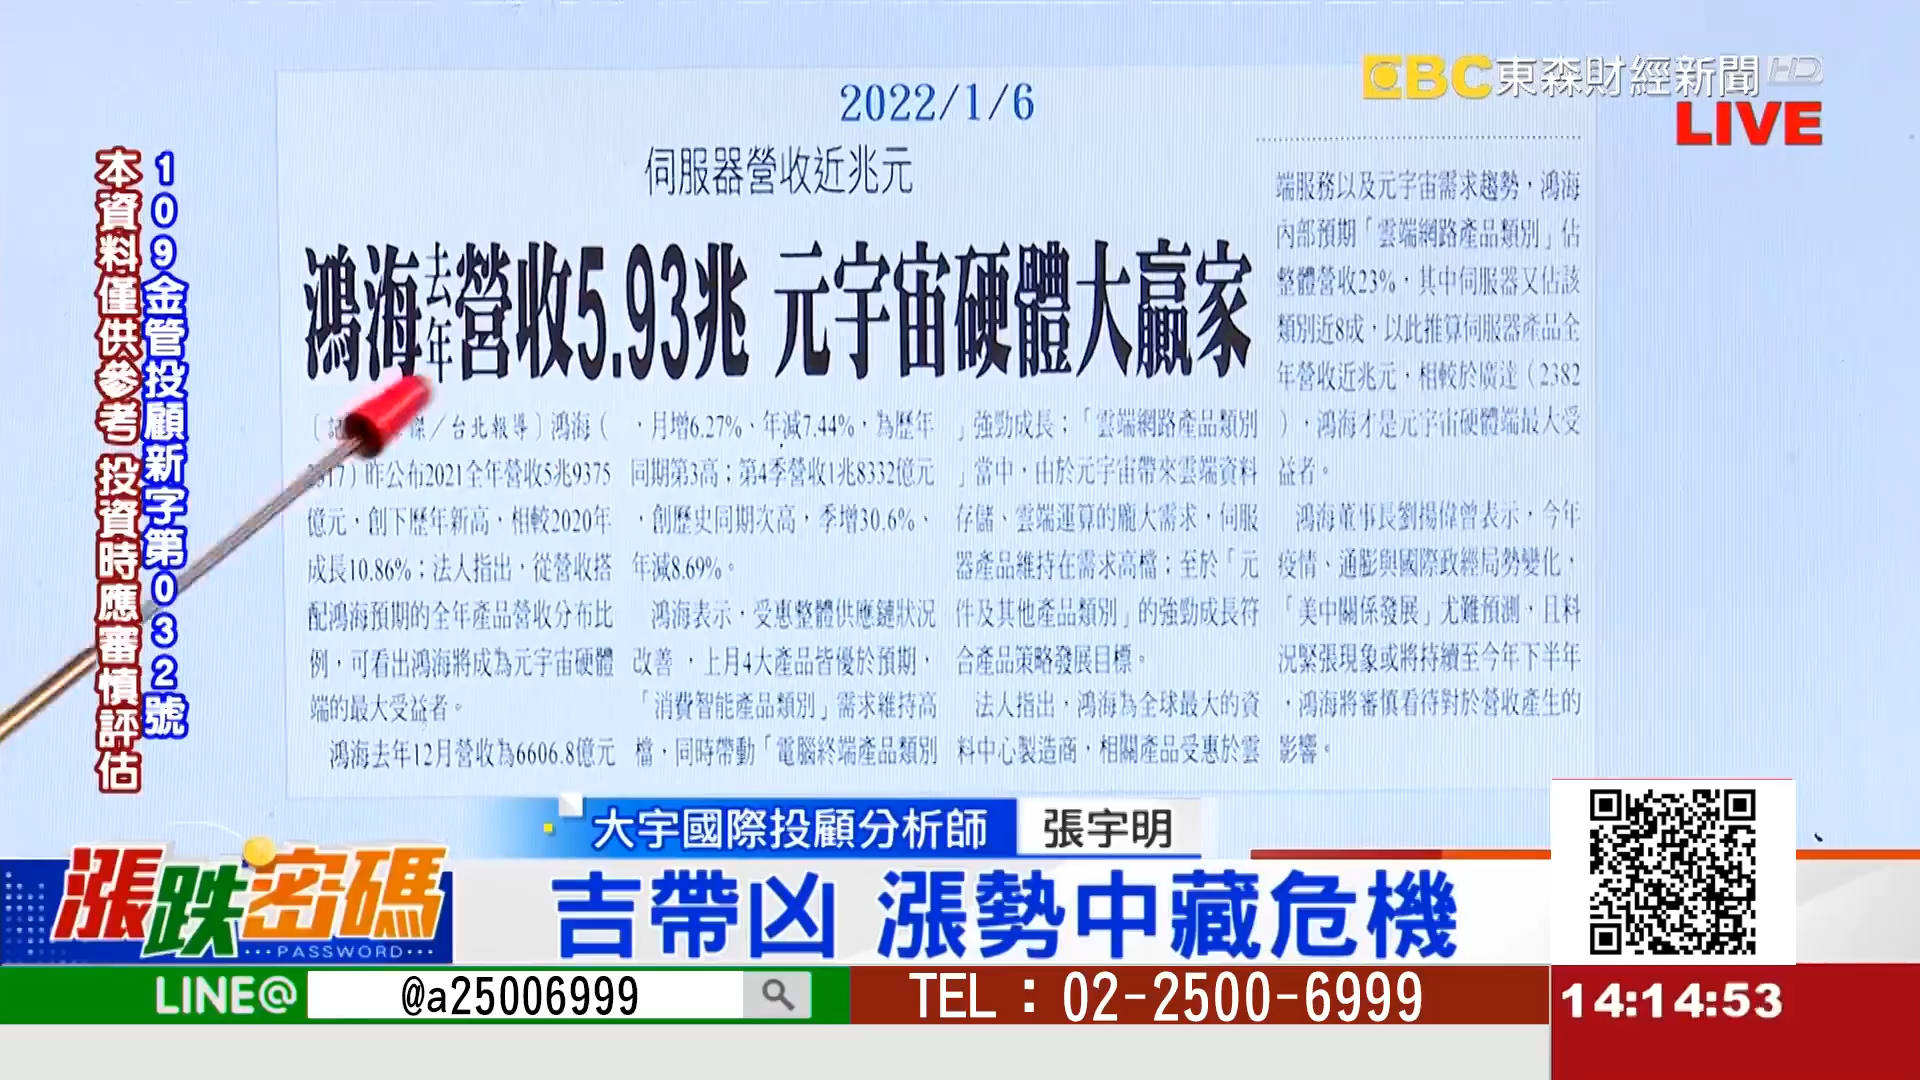 EBC東森財經新聞HD
LIVE
2022/1/6
伺服器營收近兆元
鴻海去年營收5.93兆 元宇宙硬體大贏家
109金管投顧新字第032號
本資料僅供參考 投資時應審慎評估
傑／台北報導〕鴻海（
）昨公布2021全年營收5兆9375
億元，創下歷年新高，相較2020年
成長10.86%；法人指出，從營收搭
配鴻海預期的全年產品營收分布比
例，可看出鴻海將成為元宇宙硬體
端的最大受益者。
鴻海去年12月營收為6606.8億元
，月增6.27%、年減7.44%，為歷年
同期第3高；第4季營收1兆8332億元
，創歷史同期次高，季增30.6%、
年減8.69%。
鴻海表示，受惠整體供應鏈狀況
改善，上月4大產品皆優於預期，
「消費智能產品類別」需求維持高
檔，同時帶動「電腦終端產品類別
」強勁成長；「雲端網路產品類別
」當中，由於元宇宙帶來雲端資料
存儲、雲端運算的龐大需求，伺服
器產品維持在需求高檔；至於「元
件及其他產品類別」的強勁成長符
合產品策略發展目標。
法人指出，鴻海為全球最大的資
料中心製造商，相關產品受惠於雲
端服務以及元宇宙需求趨勢，鴻海
內部預期「雲端網路產品類別」佔
整體營收23%，其中伺服器又佔該
類別近8成，以此推算伺服器產品全
年營收近兆元，相較於廣達（2382
），鴻海才是元宇宙硬體端最大受
益者。
鴻海董事長劉揚偉曾表示，今年
疫情、通膨與國際政經局勢變化，
「美中關係發展」尤難預測，且料
況緊張現象或將持續至今年下半年
，鴻海將審慎看待對於營收產生的
影響。
大宇國際投顧分析師 張宇明
漲跌密碼
PASSWORD
吉帶凶 漲勢中藏危機
LINE@ @a25006999
TEL：02-2500-6999
14:14:53